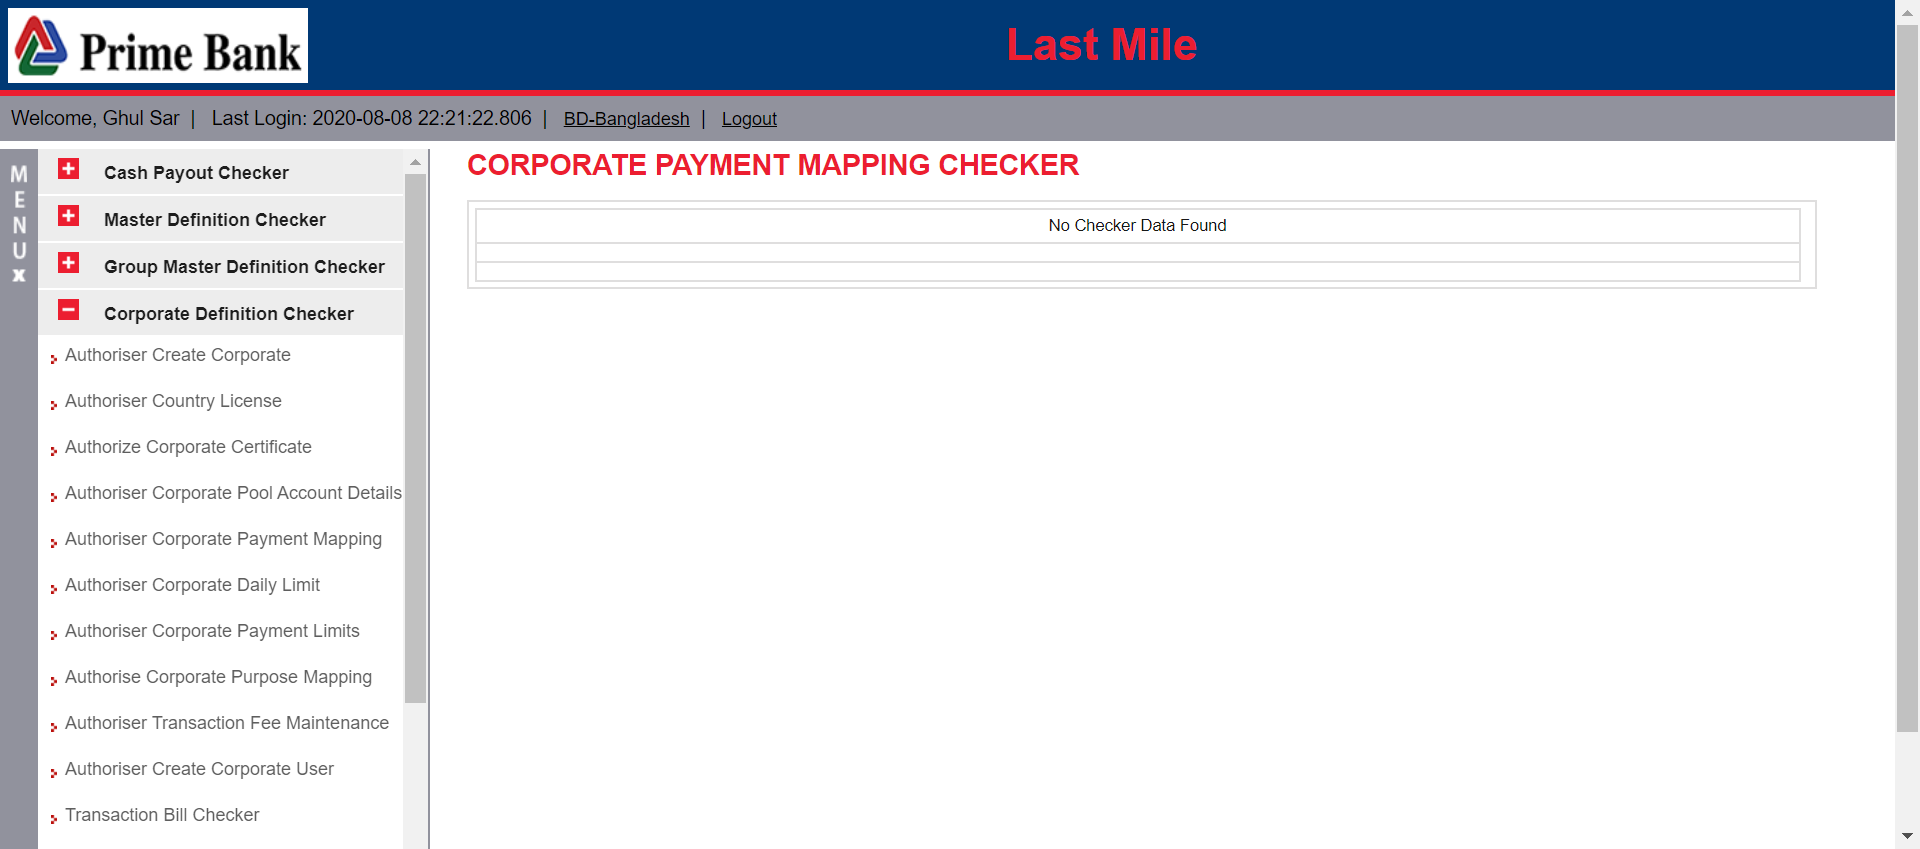 Prime Bank
Last Mile
Welcome, Ghul Sar | Last Login: 2020-08-08 22:21:22.806 | BD-Bangladesh | Logout
MENU
x
Cash Payout Checker
Master Definition Checker
Group Master Definition Checker
Corporate Definition Checker
Authoriser Create Corporate
Authoriser Country License
Authorize Corporate Certificate
Authoriser Corporate Pool Account Details
Authoriser Corporate Payment Mapping
Authoriser Corporate Daily Limit
Authoriser Corporate Payment Limits
Authorise Corporate Purpose Mapping
Authoriser Transaction Fee Maintenance
Authoriser Create Corporate User
Transaction Bill Checker
CORPORATE PAYMENT MAPPING CHECKER
No Checker Data Found